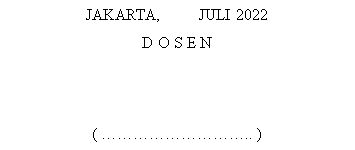 JAKARTA,        JULI 2022
D O S E N
( ……………………….. )